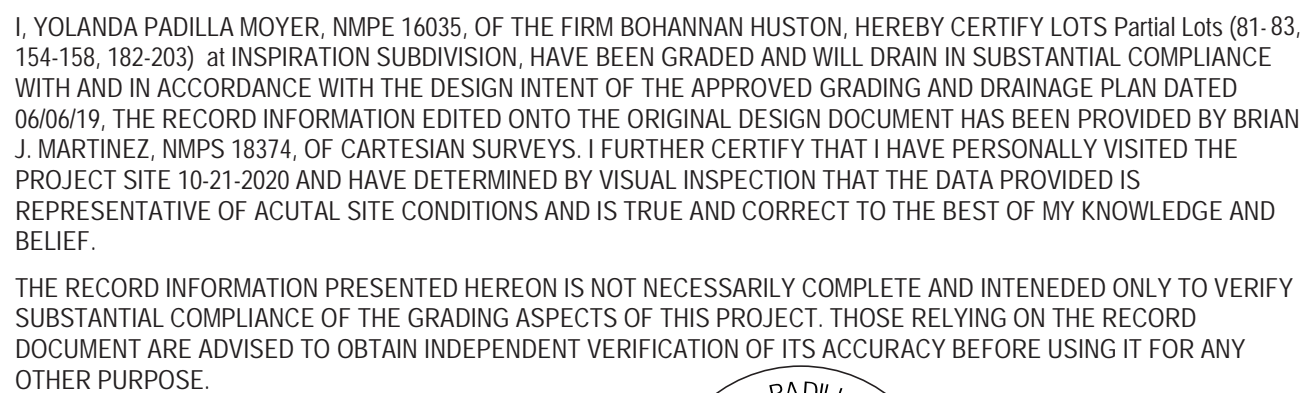 I, YOLANDA PADILLA MOYER, NMPE 16035, OF THE FIRM BOHANNAN HUSTON, HEREBY CERTIFY LOTS Partial Lots (81-83,
154-158, 182-203) at INSPIRATION SUBDIVISION, HAVE BEEN GRADED AND WILL DRAIN IN SUBSTANTIAL COMPLIANCE
WITH AND IN ACCORDANCE WITH THE DESIGN INTENT OF THE APPROVED GRADING AND DRAINAGE PLAN DATED
06/06/19, THE RECORD INFORMATION EDITED ONTO THE ORIGINAL DESIGN DOCUMENT HAS BEEN PROVIDED BY BRIAN
J. MARTINEZ, NMPS 18374, OF CARTESIAN SURVEYS. I FURTHER CERTIFY THAT I HAVE PERSONALLY VISITED THE
PROJECT SITE 10-21-2020 AND HAVE DETERMINED BY VISUAL INSPECTION THAT THE DATA PROVIDED IS
REPRESENTATIVE OF ACUTAL SITE CONDITIONS AND IS TRUE AND CORRECT TO THE BEST OF MY KNOWLEDGE AND
BELIEF.
THE RECORD INFORMATION PRESENTED HEREON IS NOT NECESSARILY COMPLETE AND INTENEDED ONLY TO VERIFY
SUBSTANTIAL COMPLIANCE OF THE GRADING ASPECTS OF THIS PROJECT. THOSE RELYING ON THE RECORD
DOCUMENT ARE ADVISED TO OBTAIN INDEPENDENT VERIFICATION OF ITS ACCURACY BEFORE USING IT FOR ANY
OTHER PURPOSE.